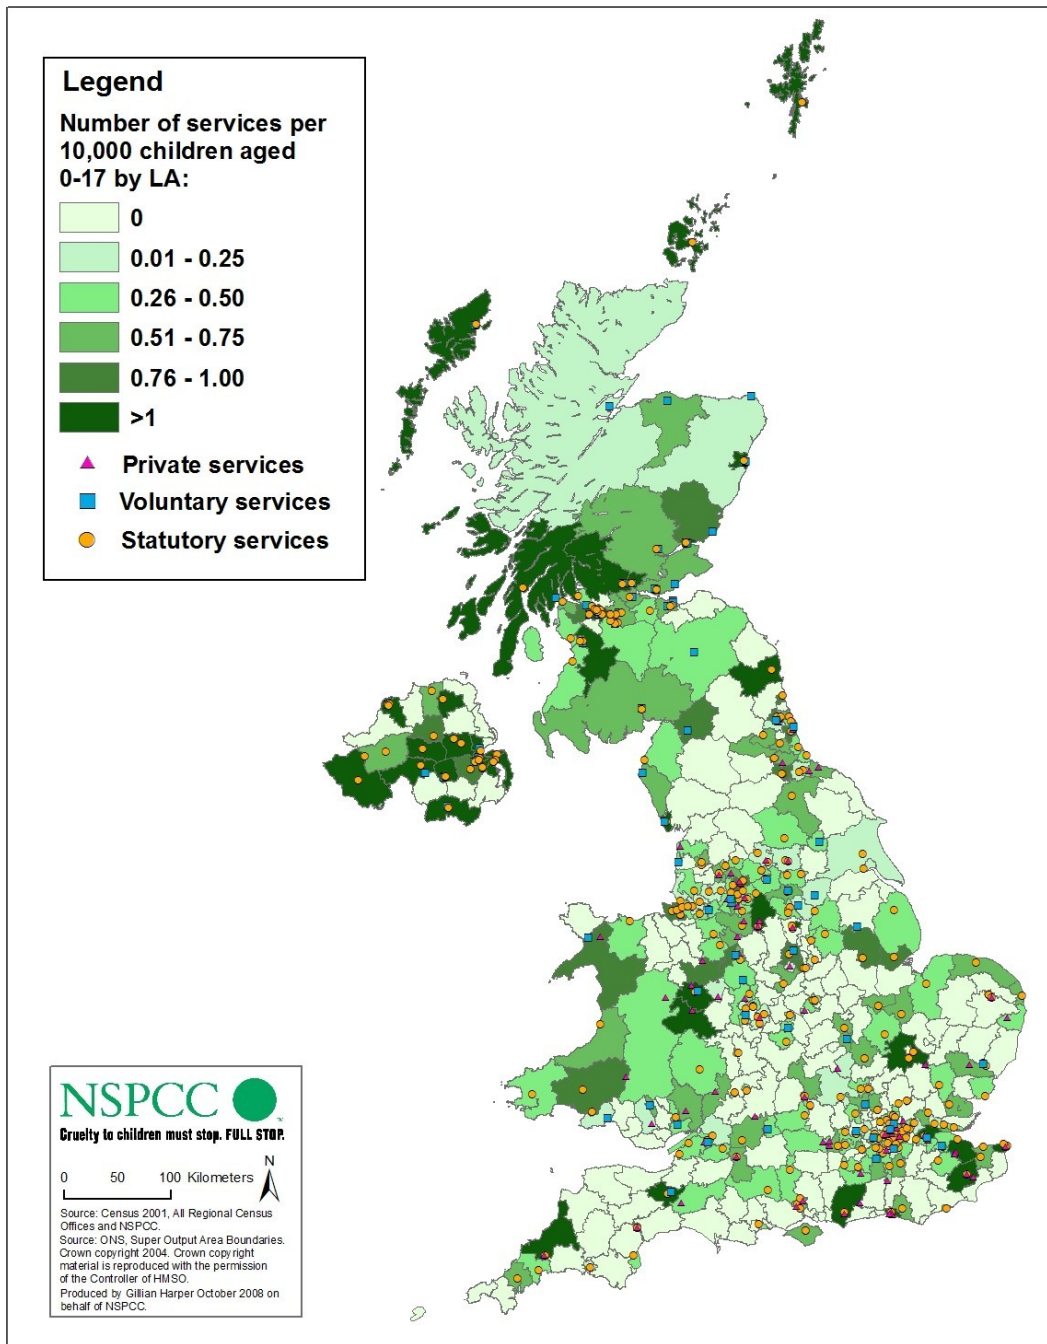 Legend
Number of services per
10,000 children aged
0-17 by LA:
0
0.01 - 0.25
0.26 - 0.50
0.51 - 0.75
0.76 - 1.00
>1
Private services
Voluntary services
Statutory services
NSPCC
TM
Cruelty to children must stop. FULL STOP.
N
0 50 100 Kilometers
Source: Census 2001, All Regional Census
Offices and NSPCC.
Source: ONS, Super Output Area Boundaries.
Crown copyright 2004. Crown copyright
material is reproduced with the permission
of the Controller of HMSO.
Produced by Gillian Harper October 2008 on
behalf of NSPCC.